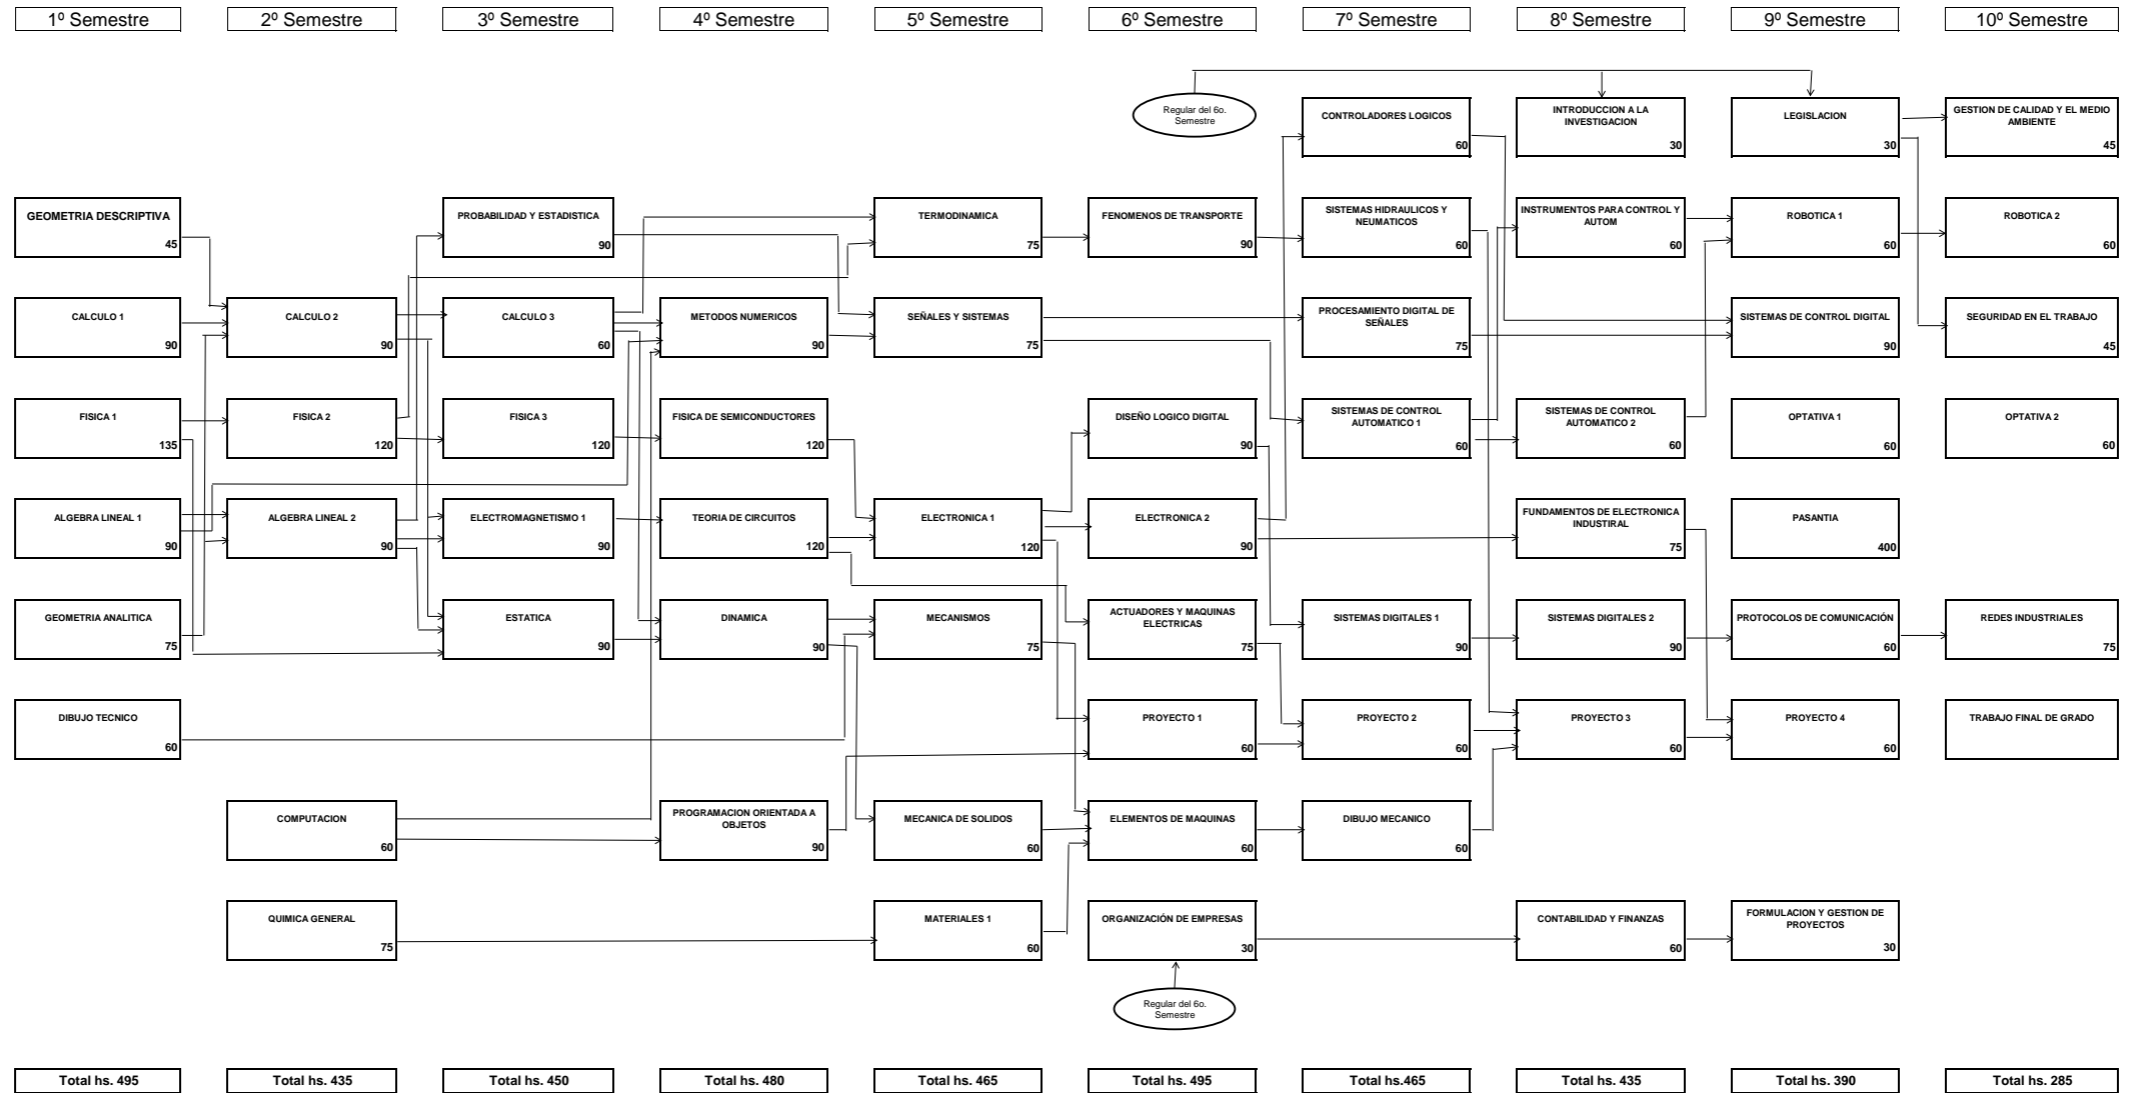 1º Semestre
2º Semestre
3º Semestre
4º Semestre
5º Semestre
6º Semestre
7º Semestre
8º Semestre
9º Semestre
10º Semestre
Regular del 6o.
Semestre
CONTROLADORES LOGICOS
60
INTRODUCCION A LA
INVESTIGACION
30
LEGISLACION
30
GESTION DE CALIDAD Y EL MEDIO
AMBIENTE
45
GEOMETRIA DESCRIPTIVA
45
PROBABILIDAD Y ESTADISTICA
90
TERMODINAMICA
75
FENOMENOS DE TRANSPORTE
90
SISTEMAS HIDRAULICOS Y
NEUMATICOS
60
INSTRUMENTOS PARA CONTROL Y
AUTOM
60
ROBOTICA 1
60
ROBOTICA 2
60
CALCULO 1
90
CALCULO 2
90
CALCULO 3
60
METODOS NUMERICOS
90
SEÑALES Y SISTEMAS
75
PROCESAMIENTO DIGITAL DE
SEÑALES
75
SISTEMAS DE CONTROL DIGITAL
90
SEGURIDAD EN EL TRABAJO
45
FISICA 1
135
FISICA 2
120
FISICA 3
120
FISICA DE SEMICONDUCTORES
120
DISEÑO LOGICO DIGITAL
90
SISTEMAS DE CONTROL
AUTOMATICO 1
60
SISTEMAS DE CONTROL
AUTOMATICO 2
60
OPTATIVA 1
60
OPTATIVA 2
60
ALGEBRA LINEAL 1
90
ALGEBRA LINEAL 2
90
ELECTROMAGNETISMO 1
90
TEORIA DE CIRCUITOS
120
ELECTRONICA 1
120
ELECTRONICA 2
90
FUNDAMENTOS DE ELECTRONICA
INDUSTIRAL
75
PASANTIA
400
GEOMETRIA ANALITICA
75
ESTATICA
90
DINAMICA
90
MECANISMOS
75
ACTUADORES Y MAQUINAS
ELECTRICAS
75
SISTEMAS DIGITALES 1
90
SISTEMAS DIGITALES 2
90
PROTOCOLOS DE COMUNICACIÓN
60
REDES INDUSTRIALES
75
DIBUJO TECNICO
60
PROYECTO 1
60
PROYECTO 2
60
PROYECTO 3
60
PROYECTO 4
60
TRABAJO FINAL DE GRADO
COMPUTACION
60
PROGRAMACION ORIENTADA A
OBJETOS
90
MECANICA DE SOLIDOS
60
ELEMENTOS DE MAQUINAS
60
DIBUJO MECANICO
60
QUIMICA GENERAL
75
MATERIALES 1
60
ORGANIZACIÓN DE EMPRESAS
30
CONTABILIDAD Y FINANZAS
60
FORMULACION Y GESTION DE
PROYECTOS
30
Regular del 6o.
Semestre
Total hs. 495
Total hs. 435
Total hs. 450
Total hs. 480
Total hs. 465
Total hs. 495
Total hs.465
Total hs. 435
Total hs. 390
Total hs. 285